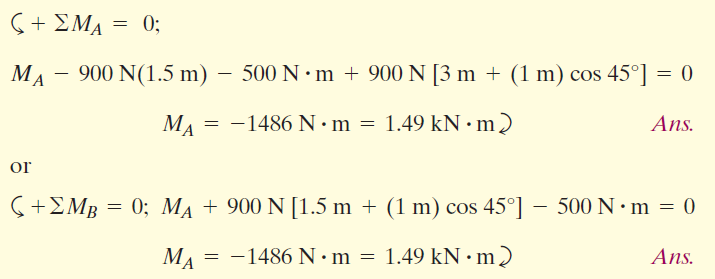 ⤹+ ΣM_A = 0;
M_A − 900 N(1.5 m) − 500 N·m + 900 N [3 m + (1 m) cos 45°] = 0
M_A = −1486 N·m = 1.49 kN·m⤸ Ans.
or
⤹+ΣM_B = 0; M_A + 900 N [1.5 m + (1 m) cos 45°] − 500 N·m = 0
M_A = −1486 N·m = 1.49 kN·m⤸ Ans.